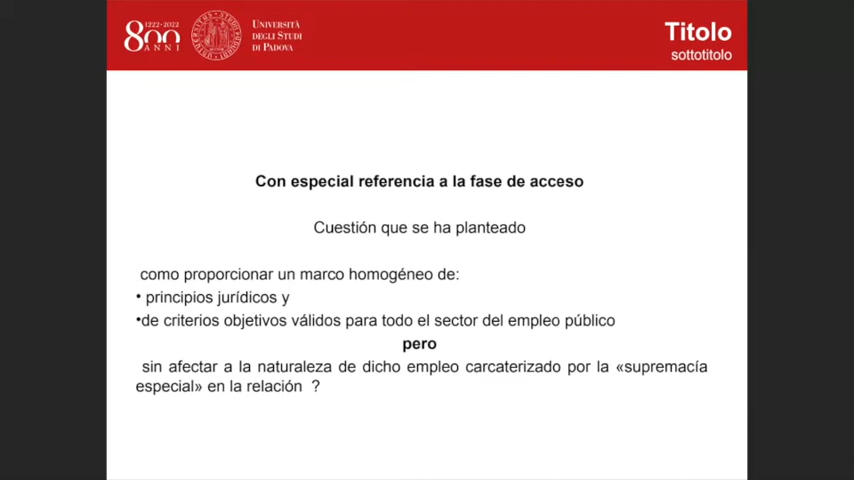 1222·2022
800
ANNI
UNIVERSITÀ
DEGLI STUDI
DI PADOVA
Titolo
sottotitolo
Con especial referencia a la fase de acceso
Cuestión que se ha planteado
como proporcionar un marco homogéneo de:
• principios jurídicos y
•de criterios objetivos válidos para todo el sector del empleo público
pero
sin afectar a la naturaleza de dicho empleo carcaterizado por la «supremacía
especial» en la relación ?